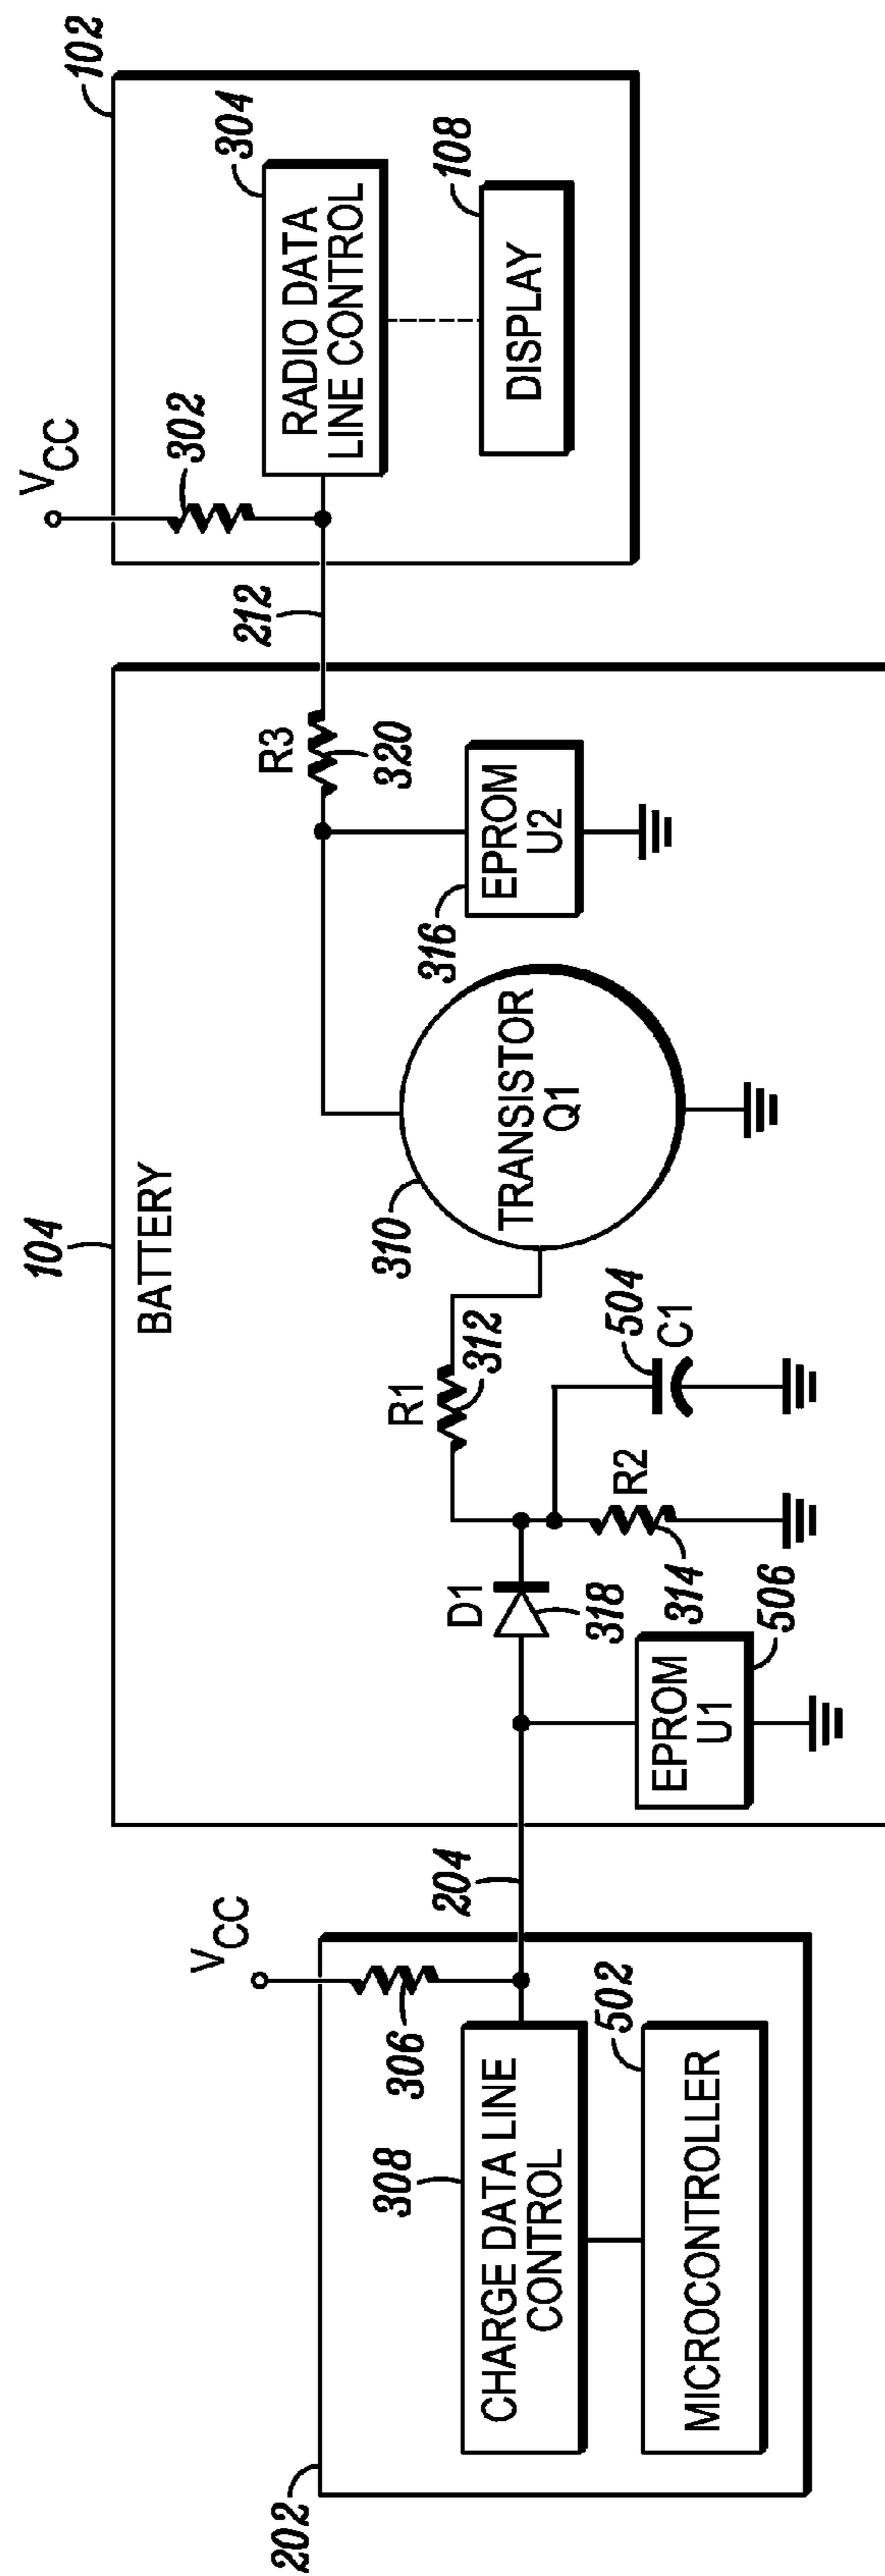 202
308
CHARGE DATA LINE
CONTROL
MICROCONTROLLER
502
306
VCC
204
104
BATTERY
EPROM
U1
506
D1
318
R2
314
R1
312
504
C1
310
TRANSISTOR
Q1
316
EPROM
U2
R3
320
212
VCC
302
102
304
RADIO DATA
LINE CONTROL
108
DISPLAY